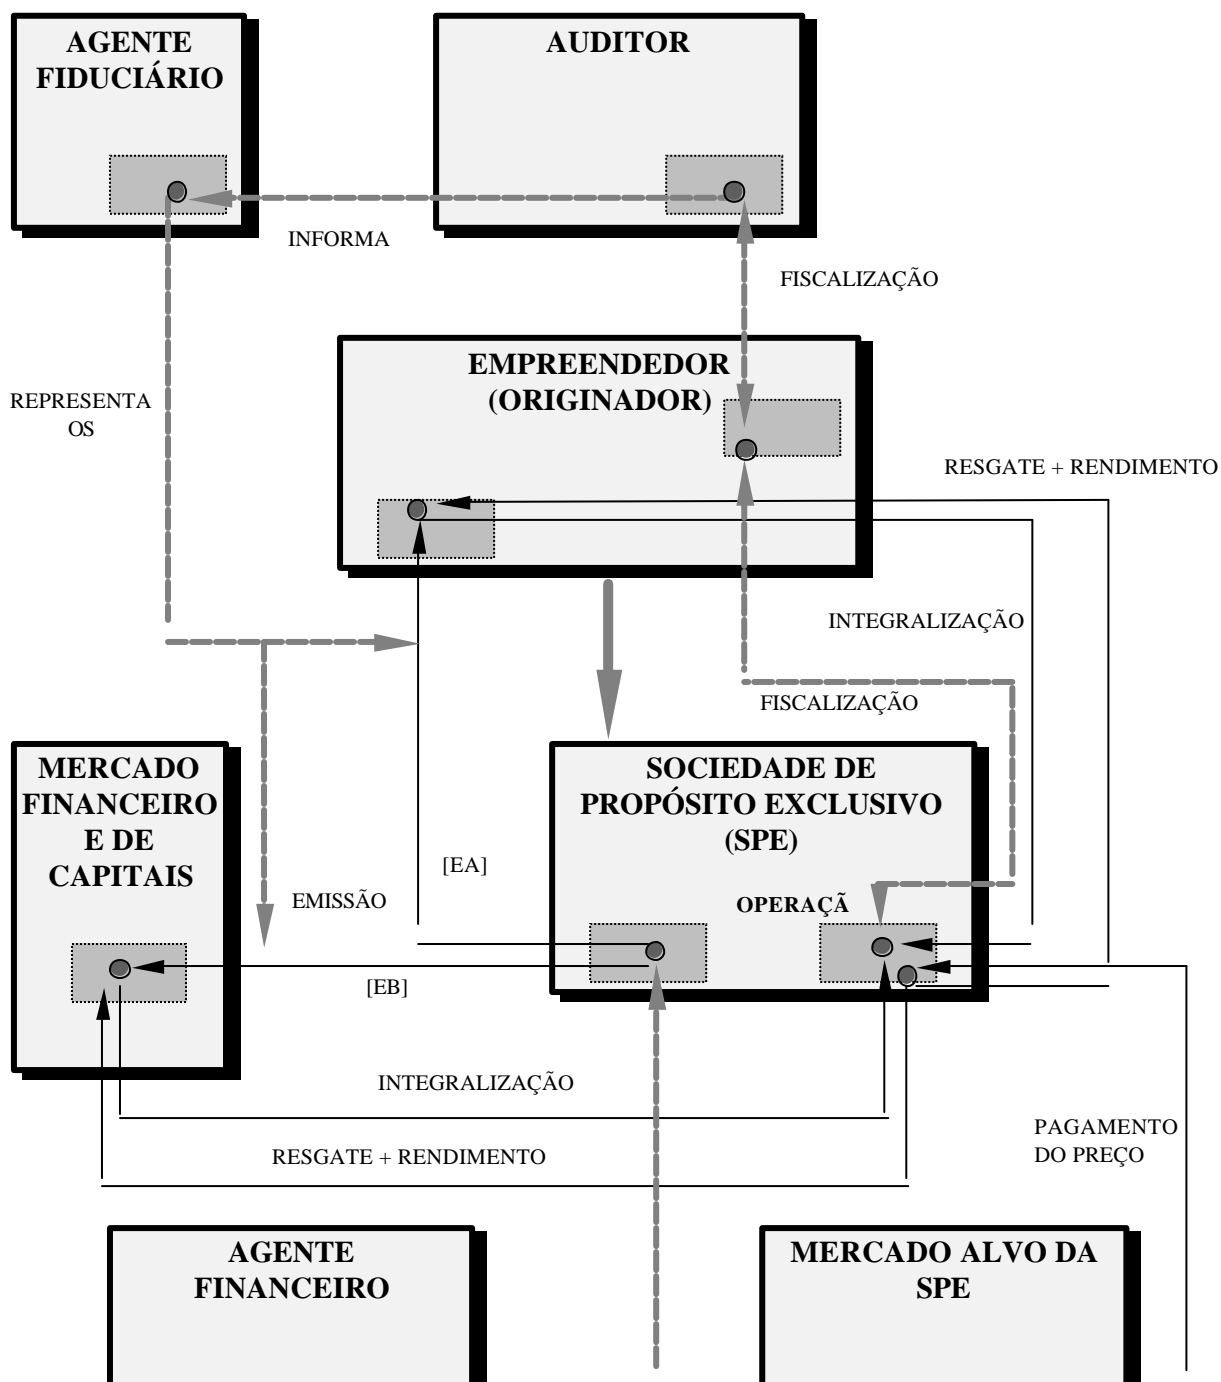 AGENTE
FIDUCIÁRIO
AUDITOR
INFORMA
FISCALIZAÇÃO
EMPREENDEDOR
(ORIGINADOR)
REPRESENTA
OS
RESGATE + RENDIMENTO
INTEGRALIZAÇÃO
FISCALIZAÇÃO
MERCADO
FINANCEIRO
E DE
CAPITAIS
SOCIEDADE DE
PROPÓSITO EXCLUSIVO
(SPE)
[EA]
EMISSÃO
OPERAÇÃ
[EB]
INTEGRALIZAÇÃO
PAGAMENTO
DO PREÇO
RESGATE + RENDIMENTO
AGENTE
FINANCEIRO
MERCADO ALVO DA
SPE